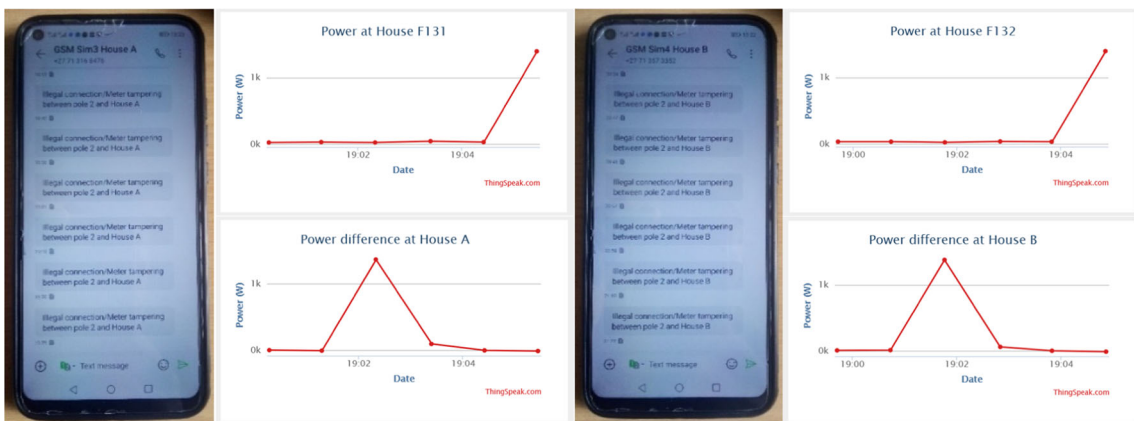 GSM Sim3 House A
Illegal connection/Meter tampering
between pole 2 and House A
Illegal connection/Meter tampering
between pole 2 and House A
Illegal connection/Meter tampering
between pole 2 and House A
Illegal connection/Meter tampering
between pole 2 and House A
Illegal connection/Meter tampering
between pole 2 and House A
Illegal connection/Meter tampering
between pole 2 and House A
Text message
Power at House F131
Power (W)
1k
0k
19:02 19:04
Date
ThingSpeak.com
Power difference at House A
Power (W)
1k
0k
19:02 19:04
Date
ThingSpeak.com
GSM Sim4 House B
Illegal connection/Meter tampering
between pole 2 and House B
Illegal connection/Meter tampering
between pole 2 and House B
Illegal connection/Meter tampering
between pole 2 and House B
Illegal connection/Meter tampering
between pole 2 and House B
Illegal connection/Meter tampering
between pole 2 and House B
Illegal connection/Meter tampering
between pole 2 and House B
Text message
Power at House F132
Power (W)
1k
0k
19:00 19:02 19:04
Date
ThingSpeak.com
Power difference at House B
Power (W)
1k
0k
19:00 19:02 19:04
Date
ThingSpeak.com